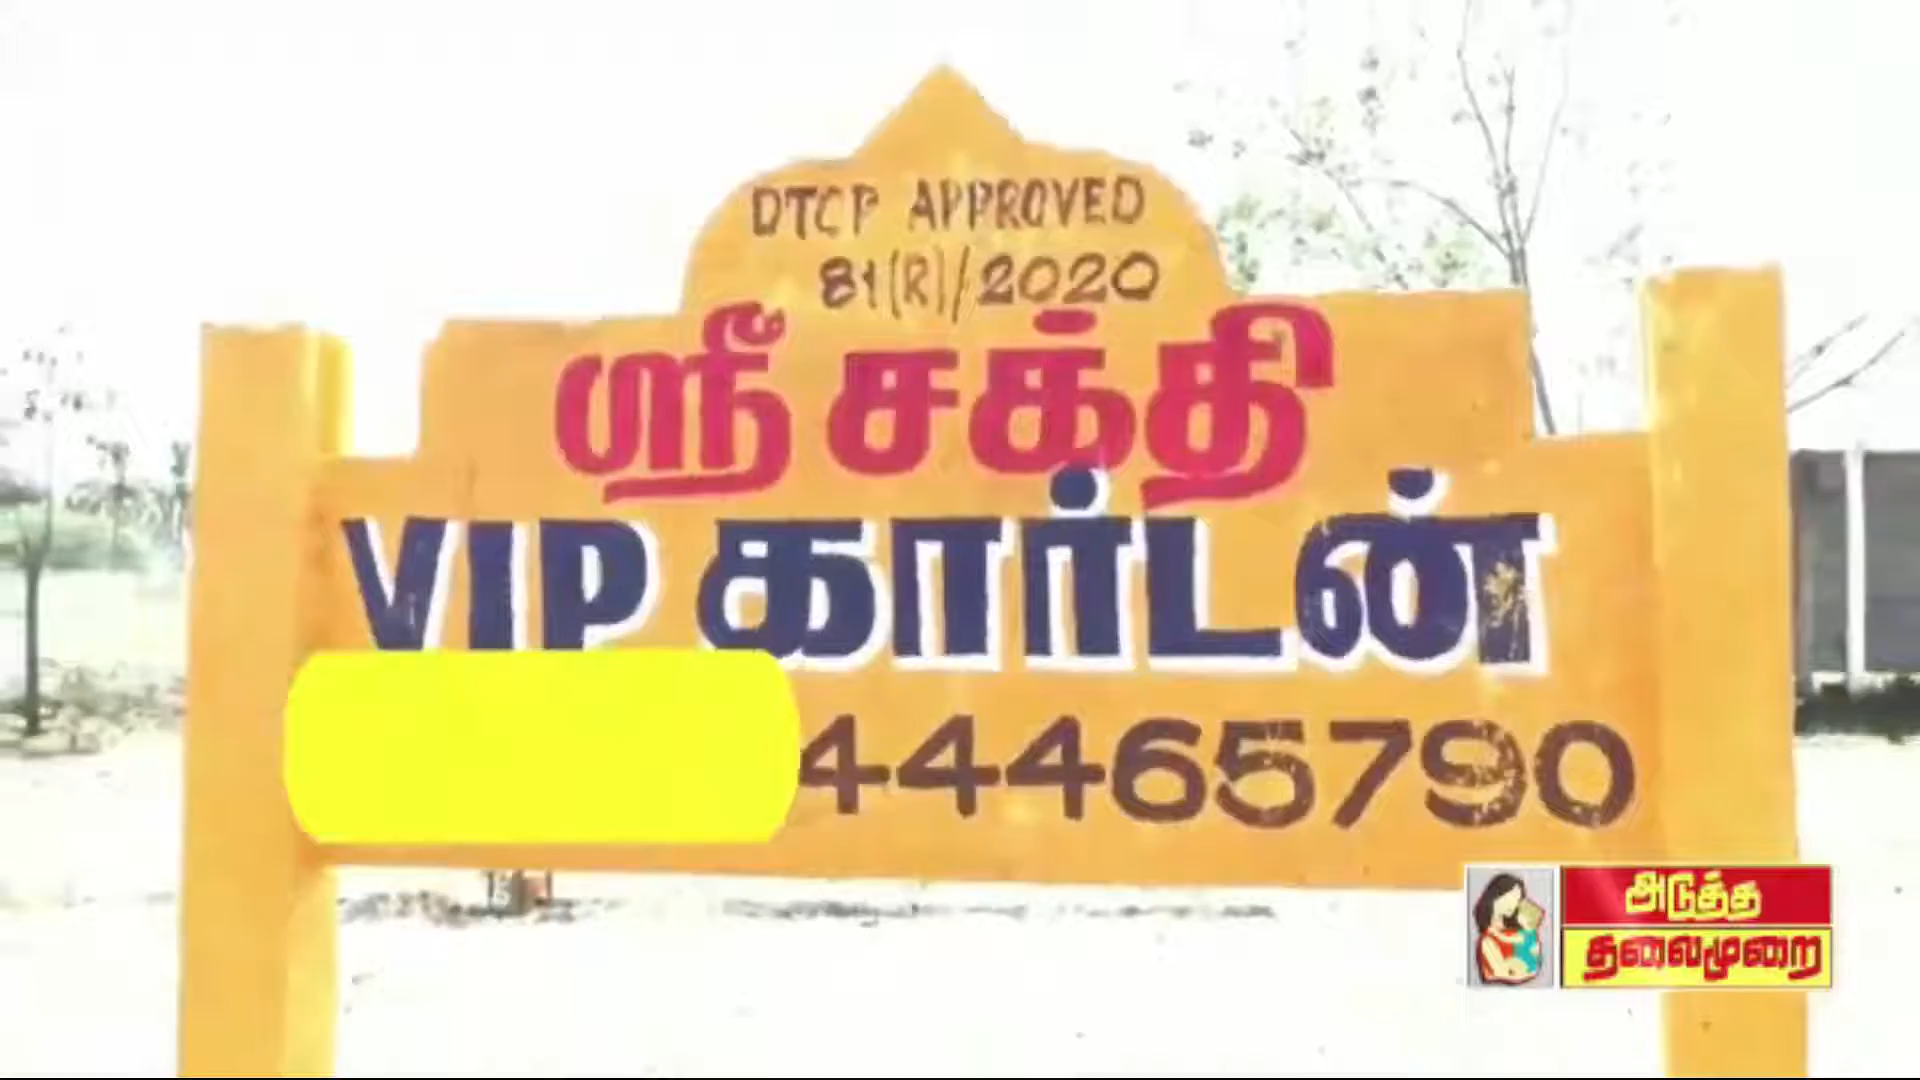 DTCP APPROVED
81(R)/2020
ஸ்ரீ சக்தி
VIP கார்டன்
44465790
அடுத்த
தலைமுறை